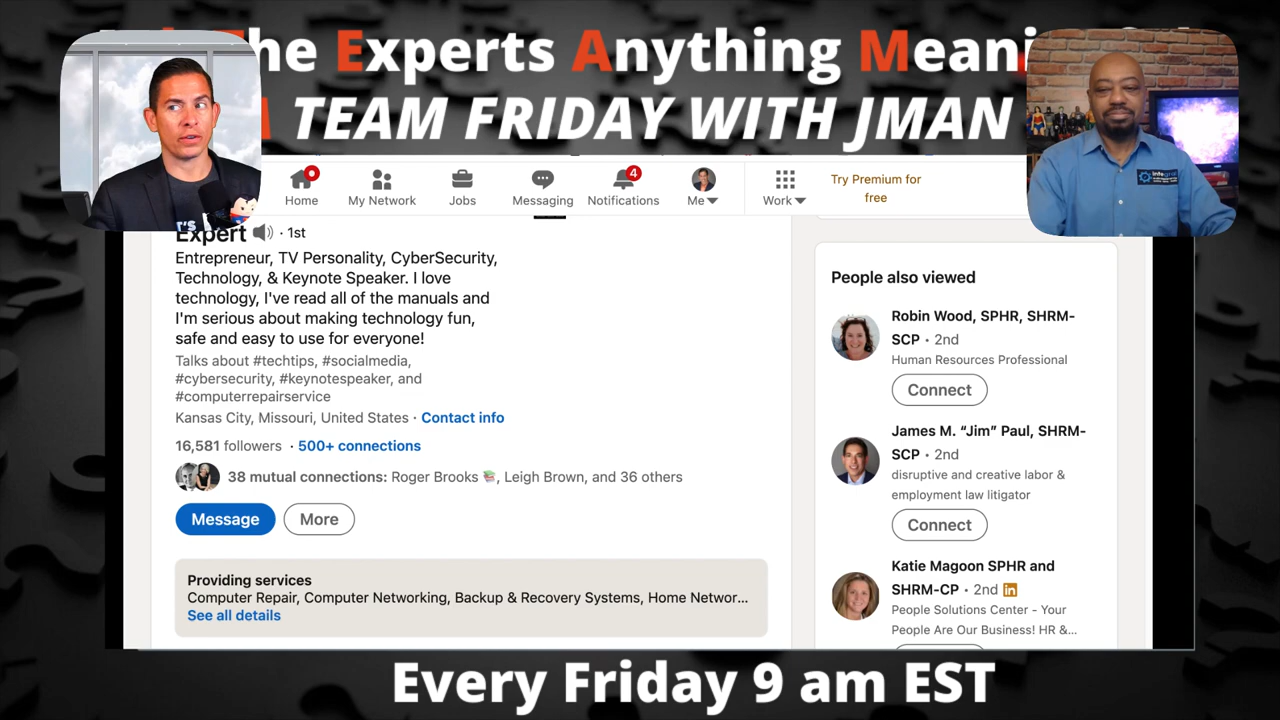 The Experts Anything Meani
TEAM FRIDAY WITH JMAN
Home
My Network
Jobs
Messaging
4
Notifications
Me
Work
Try Premium for
free
Expert · 1st
Entrepreneur, TV Personality, CyberSecurity,
Technology, & Keynote Speaker. I love
technology, I've read all of the manuals and
I'm serious about making technology fun,
safe and easy to use for everyone!
Talks about #techtips, #socialmedia,
#cybersecurity, #keynotespeaker, and
#computerrepairservice
Kansas City, Missouri, United States · Contact info
16,581 followers · 500+ connections
38 mutual connections: Roger Brooks, Leigh Brown, and 36 others
Message
More
Providing services
Computer Repair, Computer Networking, Backup & Recovery Systems, Home Networ...
See all details
People also viewed
Robin Wood, SPHR, SHRM-
SCP · 2nd
Human Resources Professional
Connect
James M. “Jim” Paul, SHRM-
SCP · 2nd
disruptive and creative labor &
employment law litigator
Connect
Katie Magoon SPHR and
SHRM-CP · 2nd in
People Solutions Center - Your
People Are Our Business! HR &...
Every Friday 9 am EST